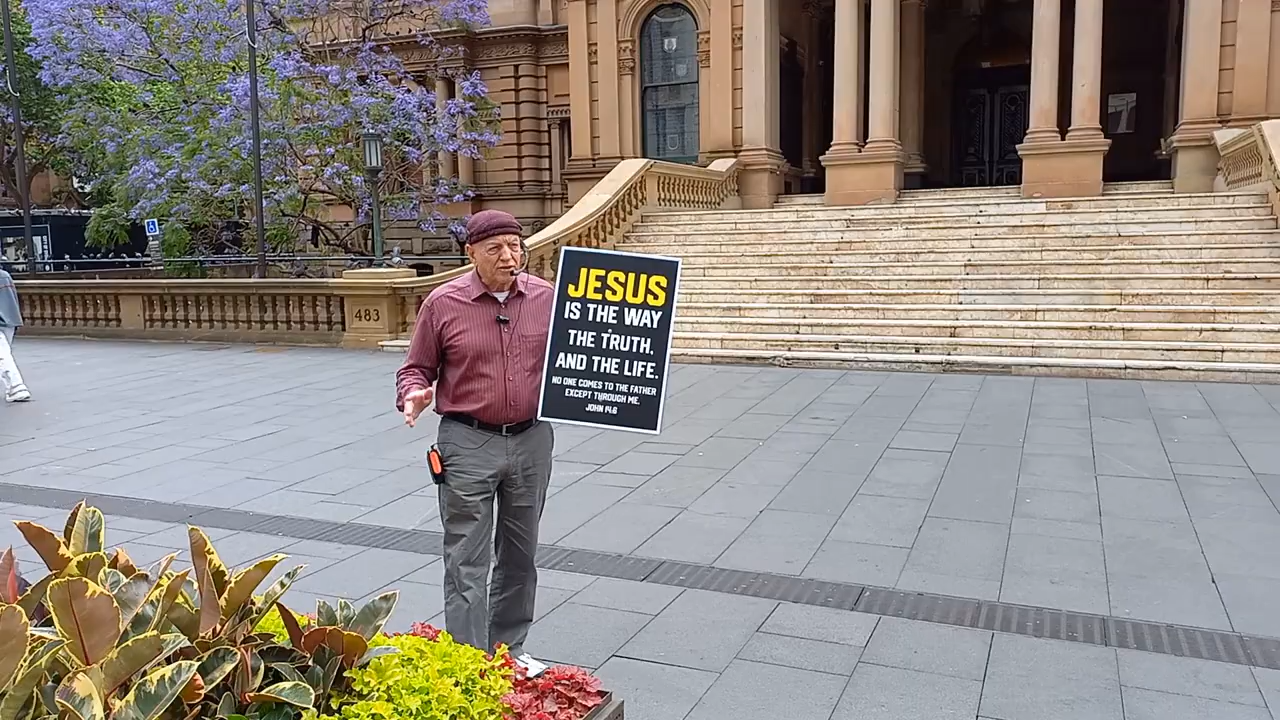 JESUS
IS THE WAY
THE TRUTH,
AND THE LIFE.
NO ONE COMES TO THE FATHER
EXCEPT THROUGH ME.
JOHN 14:6
483